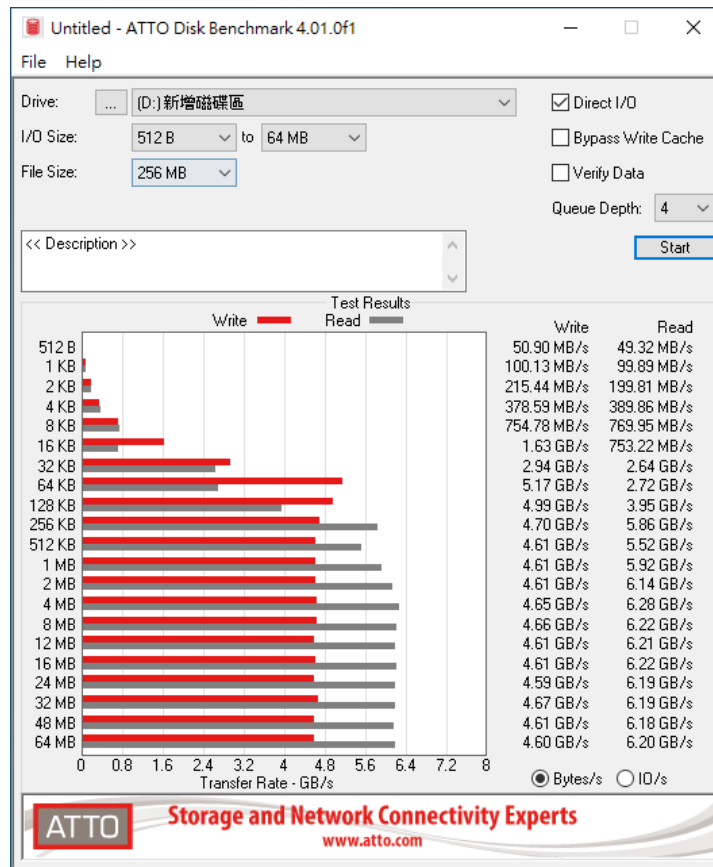 Untitled - ATTO Disk Benchmark 4.01.0f1
File Help
Drive: ... (D:)新增磁碟區 Direct I/O
I/O Size: 512 B to 64 MB Bypass Write Cache
File Size: 256 MB Verify Data
Queue Depth: 4
<< Description >> Start
Test Results
Write Read Write Read
512 B 50.90 MB/s 49.32 MB/s
1 KB 100.13 MB/s 99.89 MB/s
2 KB 215.44 MB/s 199.81 MB/s
4 KB 378.59 MB/s 389.86 MB/s
8 KB 754.78 MB/s 769.95 MB/s
16 KB 1.63 GB/s 753.22 MB/s
32 KB 2.94 GB/s 2.64 GB/s
64 KB 5.17 GB/s 2.72 GB/s
128 KB 4.99 GB/s 3.95 GB/s
256 KB 4.70 GB/s 5.86 GB/s
512 KB 4.61 GB/s 5.52 GB/s
1 MB 4.61 GB/s 5.92 GB/s
2 MB 4.61 GB/s 6.14 GB/s
4 MB 4.65 GB/s 6.28 GB/s
8 MB 4.66 GB/s 6.22 GB/s
12 MB 4.61 GB/s 6.21 GB/s
16 MB 4.61 GB/s 6.22 GB/s
24 MB 4.59 GB/s 6.19 GB/s
32 MB 4.67 GB/s 6.19 GB/s
48 MB 4.61 GB/s 6.18 GB/s
64 MB 4.60 GB/s 6.20 GB/s
0 0.8 1.6 2.4 3.2 4 4.8 5.6 6.4 7.2 8
Transfer Rate - GB/s Bytes/s IO/s
ATTO Storage and Network Connectivity Experts
www.atto.com